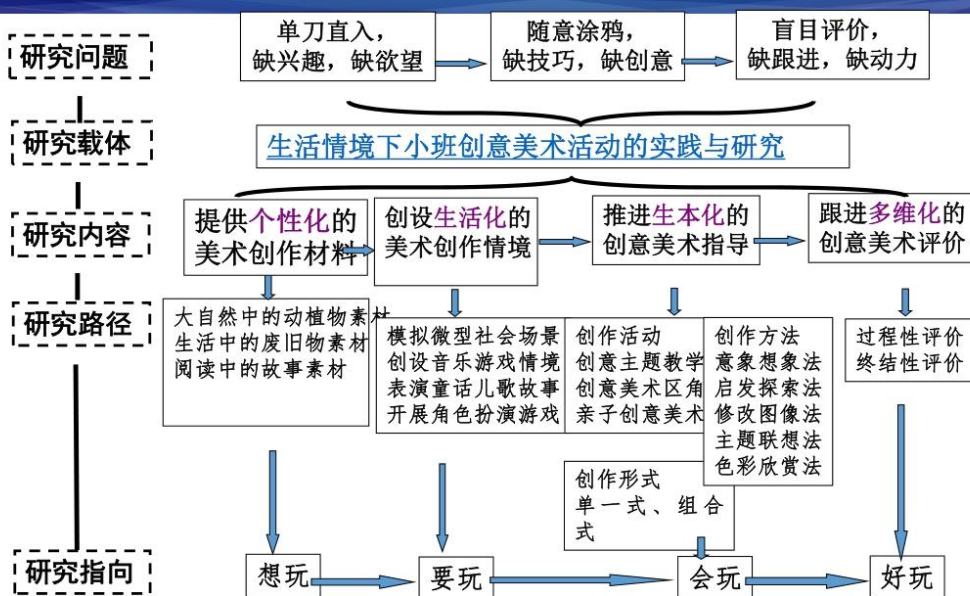 研究问题
单刀直入，
缺兴趣，缺欲望
随意涂鸦，
缺技巧，缺创意
盲目评价，
缺跟进，缺动力
研究载体
生活情境下小班创意美术活动的实践与研究
研究内容
提供个性化的
美术创作材料
创设生活化的
美术创作情境
推进生本化的
创意美术指导
跟进多维化的
创意美术评价
研究路径
大自然中的动植物素材
生活中的废旧物素材
阅读中的故事素材
模拟微型社会场景
创设音乐游戏情境
表演童话儿歌故事
开展角色扮演游戏
创作活动
创意主题教学
创意美术区角
亲子创意美术
创作方法
意象想象法
启发探索法
修改图像法
主题联想法
色彩欣赏法
过程性评价
终结性评价
创作形式
单一式、组合
式
研究指向
想玩
要玩
会玩
好玩